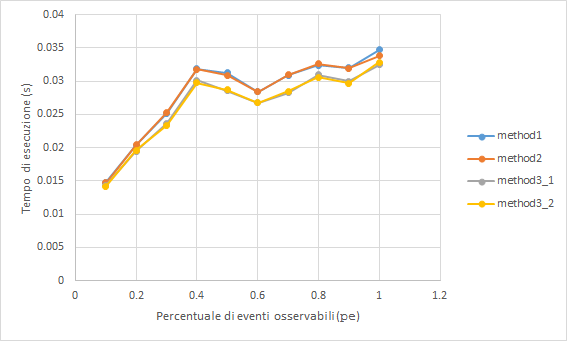 0.04
0.035
0.03
0.025
0.02
0.015
0.01
0.005
0
Tempo di esecuzione (s)
0 0.2 0.4 0.6 0.8 1 1.2
Percentuale di eventi osservabili (pe)
method1
method2
method3_1
method3_2